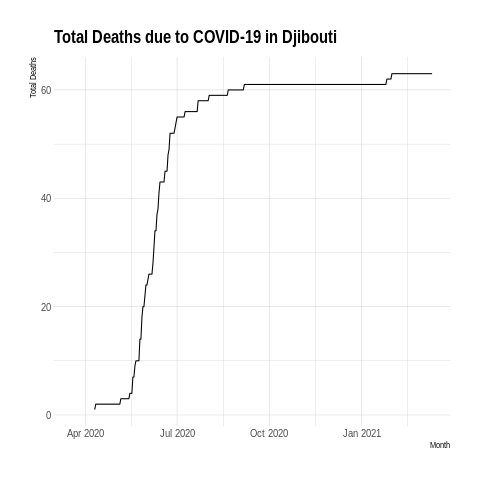 Total Deaths due to COVID-19 in Djibouti
Total Deaths
60
40
20
0
Apr 2020 Jul 2020 Oct 2020 Jan 2021
Month